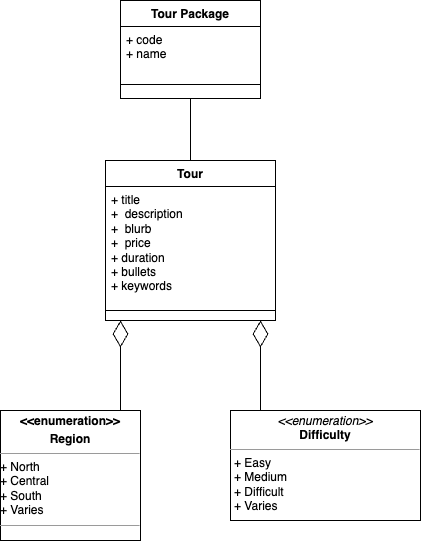 Tour Package
+ code
+ name
Tour
+ title
+ description
+ blurb
+ price
+ duration
+ bullets
+ keywords
<<enumeration>>
Region
+ North
+ Central
+ South
+ Varies
<<enumeration>>
Difficulty
+ Easy
+ Medium
+ Difficult
+ Varies